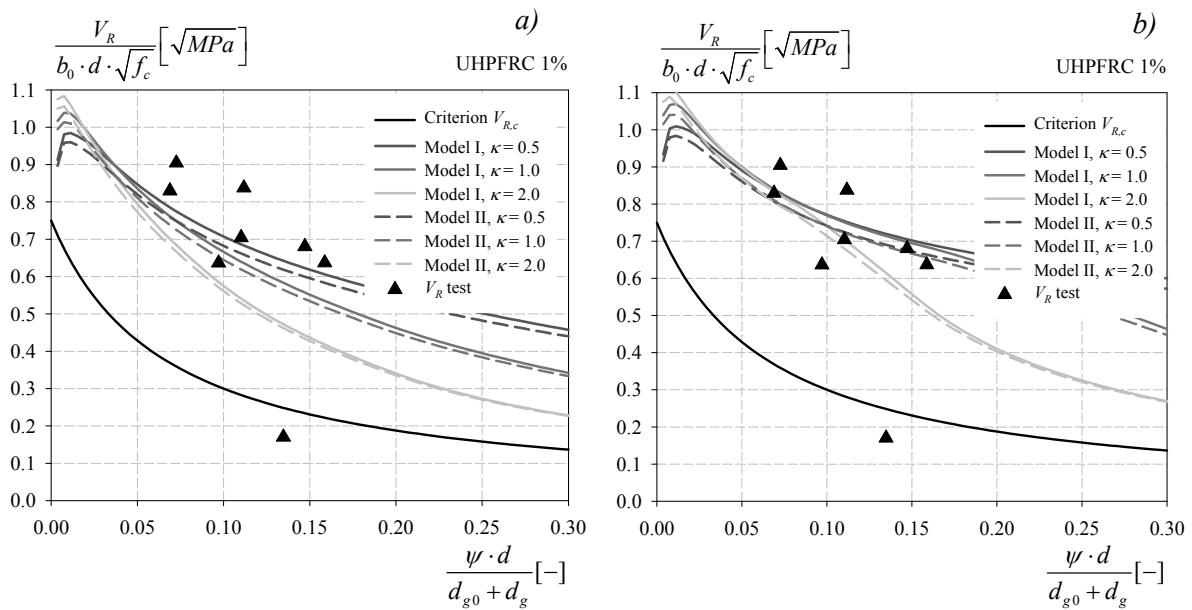 a)
V_R / (b_0 · d · √f_c) [√MPa]
UHPFRC 1%
1.1
1.0
0.9
0.8
0.7
0.6
0.5
0.4
0.3
0.2
0.1
0.0
Criterion V_R,c
Model I, κ = 0.5
Model I, κ = 1.0
Model I, κ = 2.0
Model II, κ = 0.5
Model II, κ = 1.0
Model II, κ = 2.0
V_R test
0.00 0.05 0.10 0.15 0.20 0.25 0.30
ψ · d / (d_g0 + d_g) [-]
b)
V_R / (b_0 · d · √f_c) [√MPa]
UHPFRC 1%
1.1
1.0
0.9
0.8
0.7
0.6
0.5
0.4
0.3
0.2
0.1
0.0
Criterion V_R,c
Model I, κ = 0.5
Model I, κ = 1.0
Model I, κ = 2.0
Model II, κ = 0.5
Model II, κ = 1.0
Model II, κ = 2.0
V_R test
0.00 0.05 0.10 0.15 0.20 0.25 0.30
ψ · d / (d_g0 + d_g) [-]